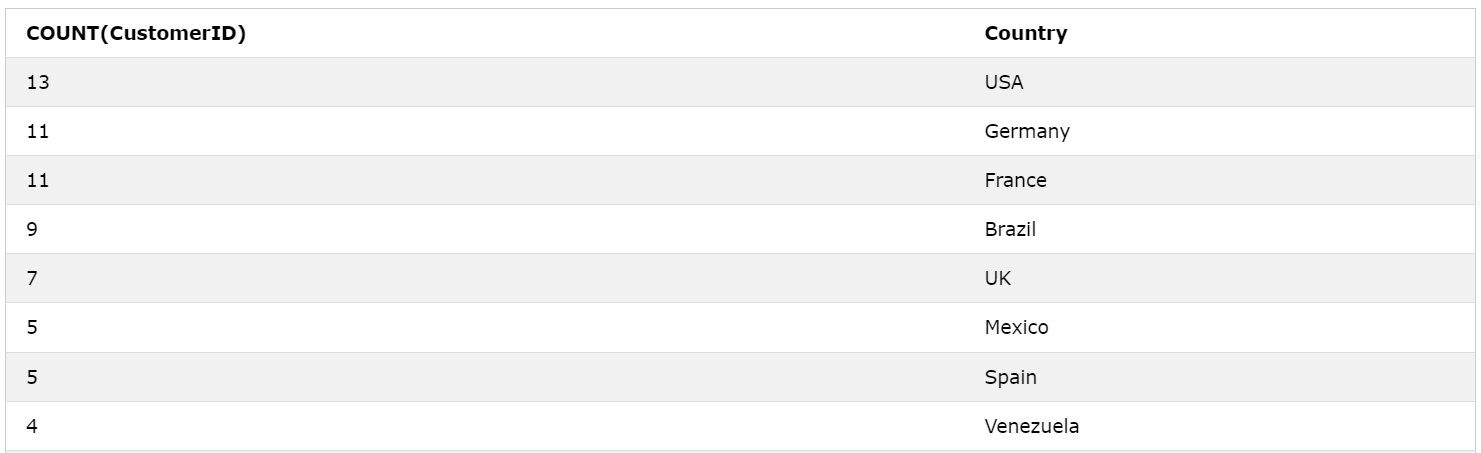 COUNT(CustomerID) Country
13 USA
11 Germany
11 France
9 Brazil
7 UK
5 Mexico
5 Spain
4 Venezuela